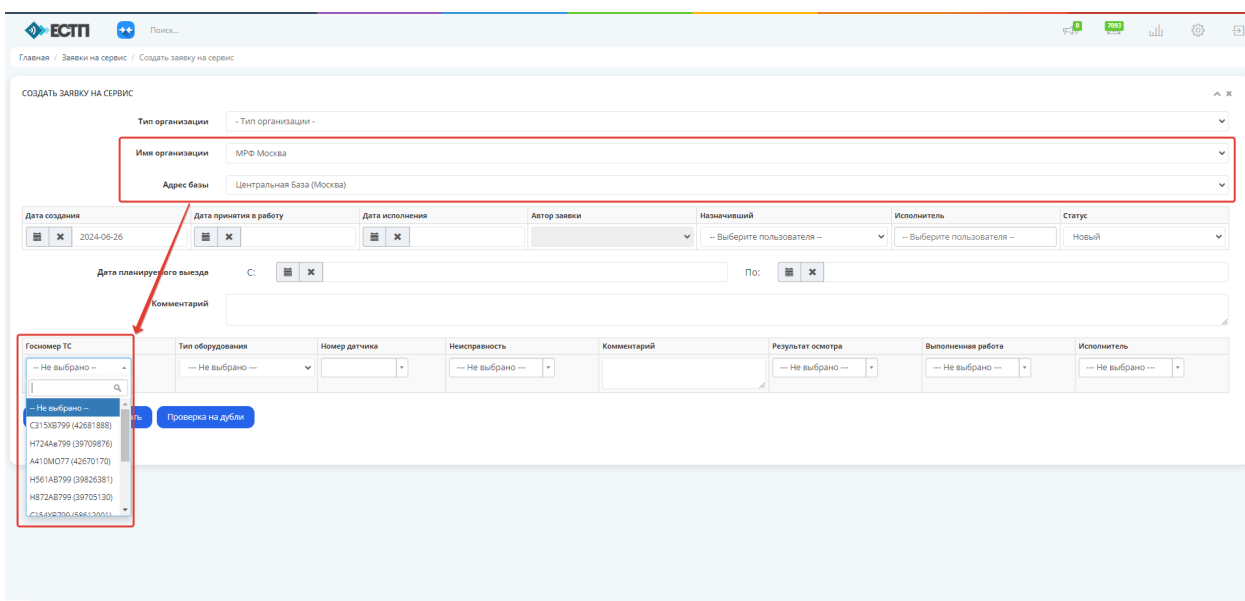 ЕСТП
Поиск...
0
7093
Главная / Заявки на сервис / Создать заявку на сервис
СОЗДАТЬ ЗАЯВКУ НА СЕРВИС
Тип организации - Тип организации -
Имя организации МРФ Москва
Адрес базы Центральная База (Москва)
Дата создания Дата принятия в работу Дата исполнения Автор заявки Назначивший Исполнитель Статус
2024-06-26 -- Выберите пользователя -- -- Выберите пользователя -- Новый
Дата планируемого выезда С: По:
Комментарий
Госномер ТС Тип оборудования Номер датчика Неисправность Комментарий Результат осмотра Выполненная работа Исполнитель
-- Не выбрано -- --- Не выбрано --- --- Не выбрано --- --- Не выбрано --- --- Не выбрано --- --- Не выбрано ---
-- Не выбрано --
ть Проверка на дубли
С315ХВ799 (42681888)
Н724Ав799 (39709876)
А410МО77 (42670170)
Н561АВ799 (39826381)
Н872АВ799 (39705130)
С154ХВ799 (58612001)